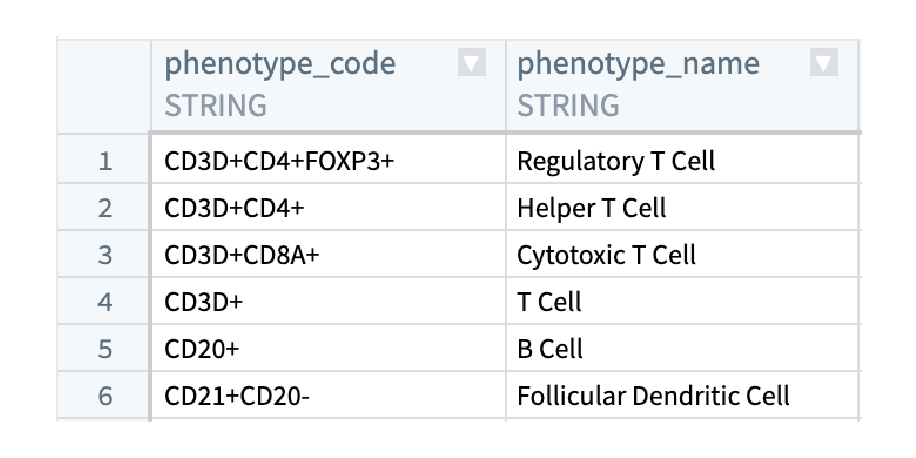 phenotype_code phenotype_name
STRING STRING
1 CD3D+CD4+FOXP3+ Regulatory T Cell
2 CD3D+CD4+ Helper T Cell
3 CD3D+CD8A+ Cytotoxic T Cell
4 CD3D+ T Cell
5 CD20+ B Cell
6 CD21+CD20- Follicular Dendritic Cell